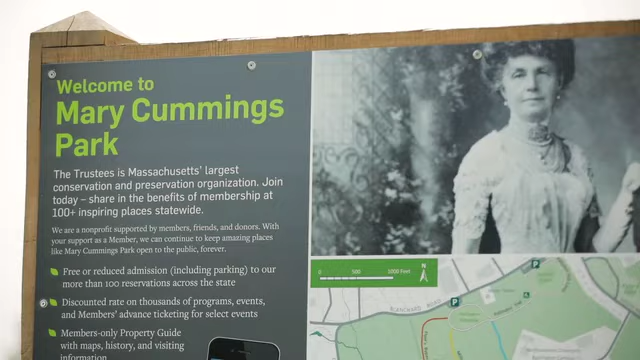 Welcome to
Mary Cummings
Park
The Trustees is Massachusetts' largest
conservation and preservation organization. Join
today – share in the benefits of membership at
100+ inspiring places statewide.
We are a nonprofit supported by members, friends, and donors. With
your support as a Member, we can continue to keep amazing places
like Mary Cummings Park open to the public, forever.
Free or reduced admission (including parking) to our
more than 100 reservations across the state
Discounted rate on thousands of programs, events,
and Members' advance ticketing for select events
Members-only Property Guide
with maps, history, and visiting
information
0 500 1000 Feet
N
P
BLANCHARD ROAD
P